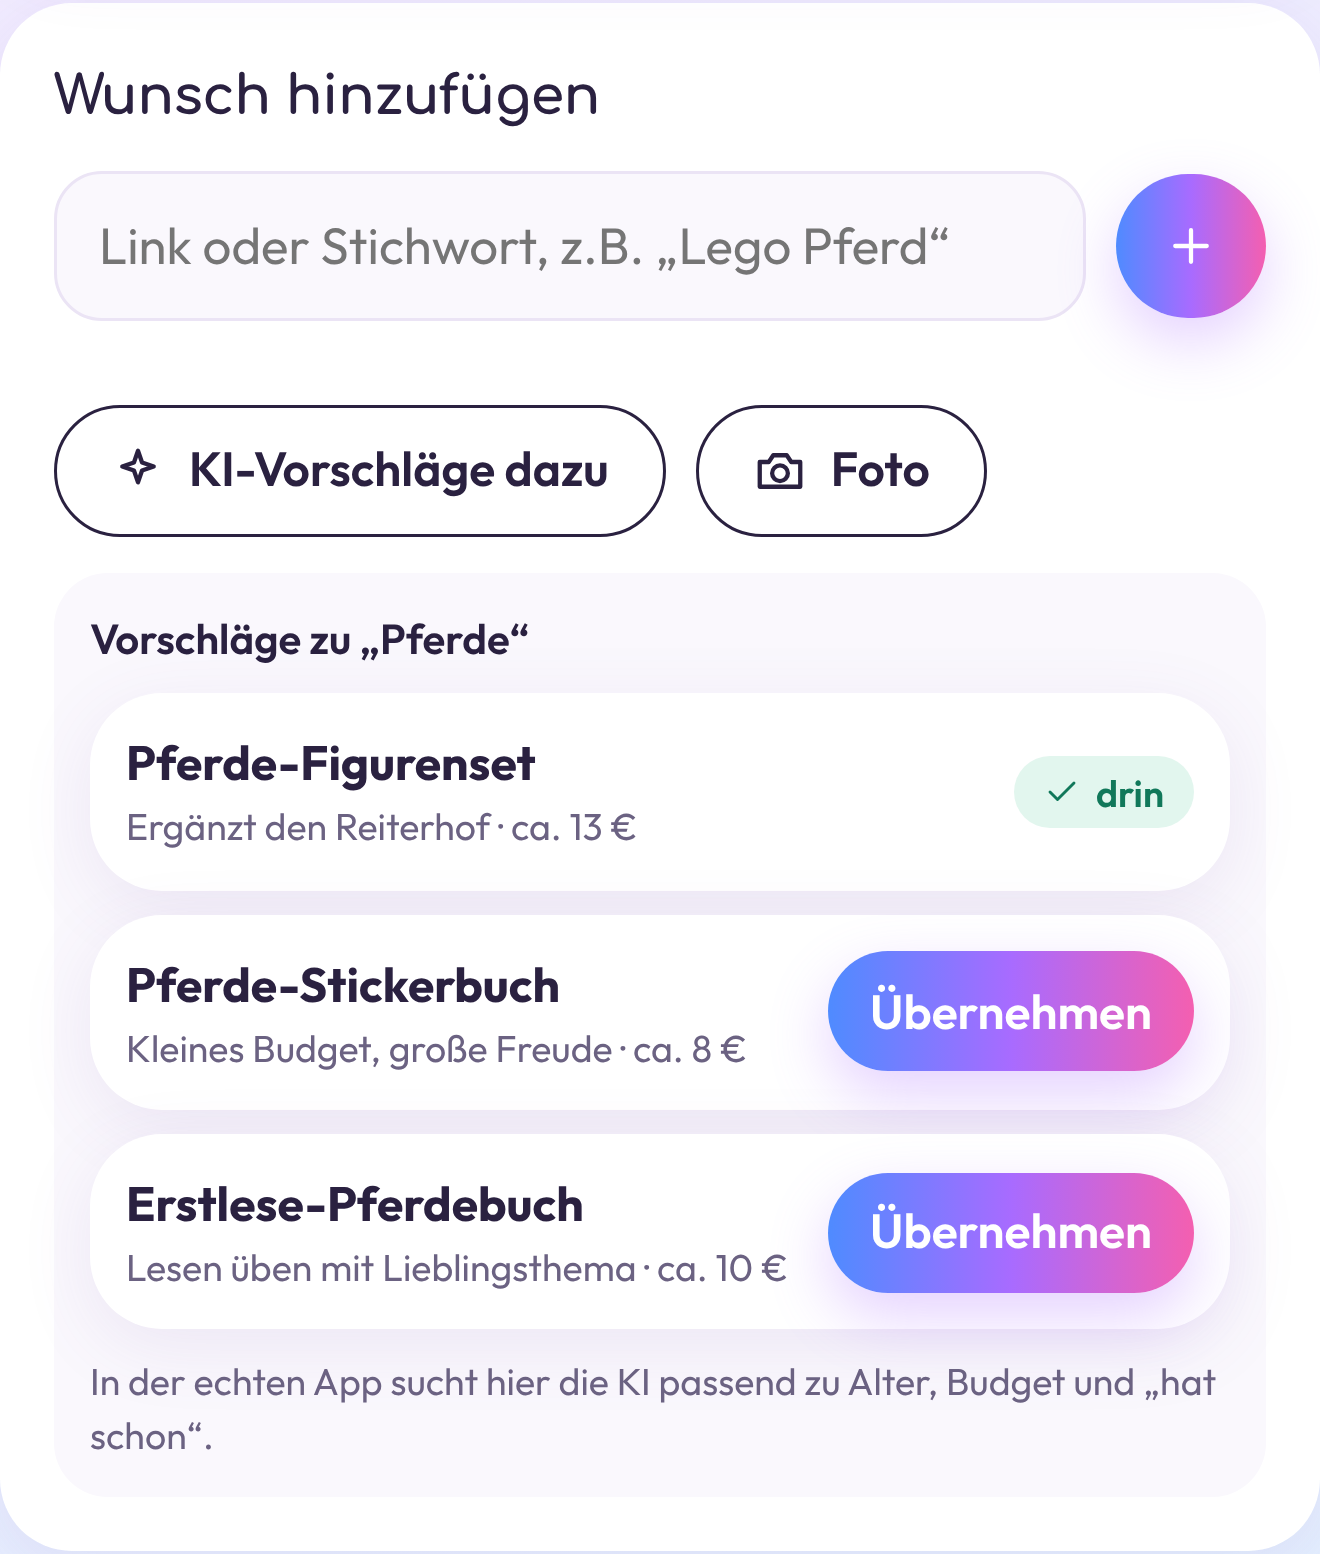 Wunsch hinzufügen
Link oder Stichwort, z.B. „Lego Pferd“
KI-Vorschläge dazu
Foto
Vorschläge zu „Pferde“
Pferde-Figurenset
Ergänzt den Reiterhof · ca. 13 €
drin
Pferde-Stickerbuch
Kleines Budget, große Freude · ca. 8 €
Übernehmen
Erstlese-Pferdebuch
Lesen üben mit Lieblingsthema · ca. 10 €
Übernehmen
In der echten App sucht hier die KI passend zu Alter, Budget und „hat
schon“.